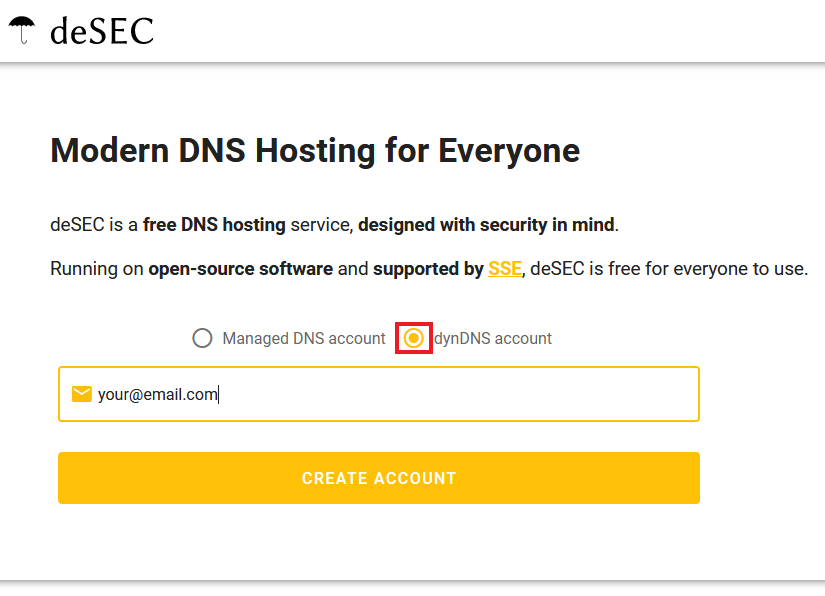 deSEC
Modern DNS Hosting for Everyone
deSEC is a free DNS hosting service, designed with security in mind.
Running on open-source software and supported by SSE, deSEC is free for everyone to use.
Managed DNS account dynDNS account
your@email.com
CREATE ACCOUNT